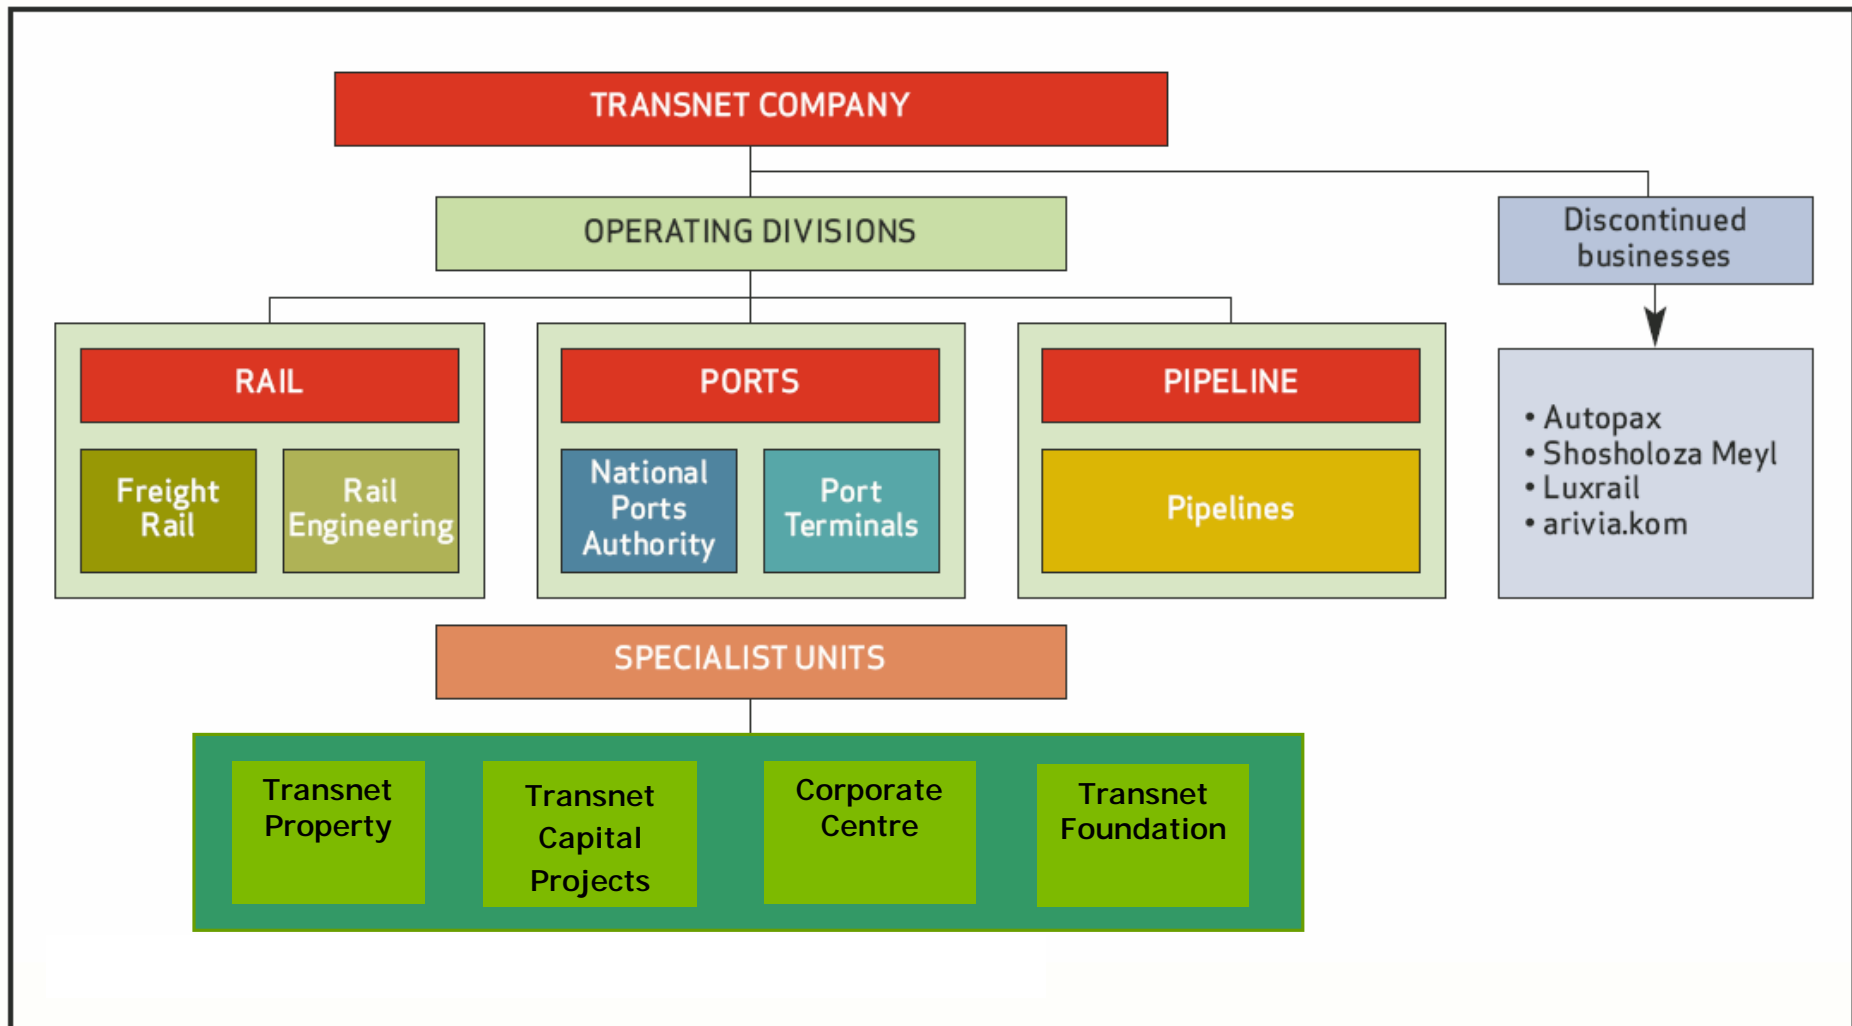 TRANSNET COMPANY
OPERATING DIVISIONS
Discontinued
businesses
RAIL
Freight
Rail
Rail
Engineering
PORTS
National
Ports
Authority
Port
Terminals
PIPELINE
Pipelines
• Autopax
• Shosholoza Meyl
• Luxrail
• arivia.kom
SPECIALIST UNITS
Transnet
Property
Transnet
Capital
Projects
Corporate
Centre
Transnet
Foundation